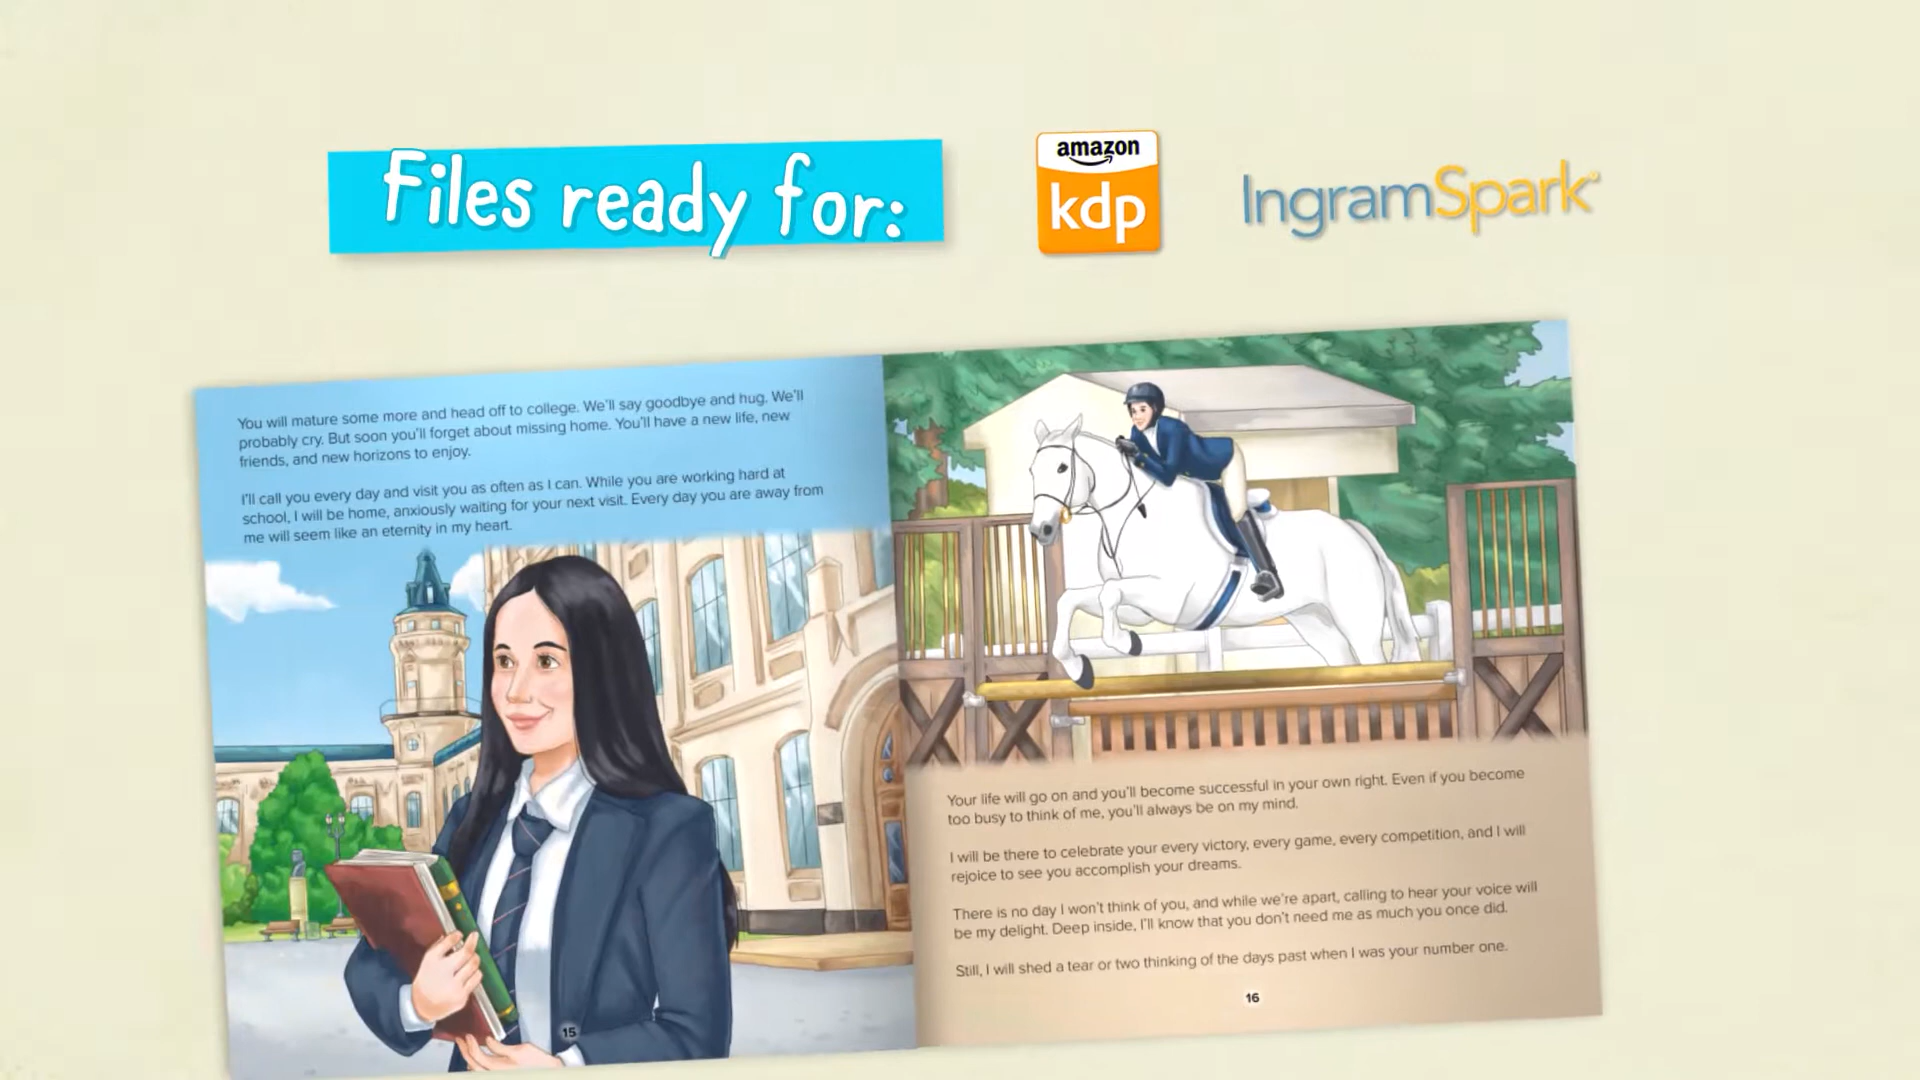 Files ready for:
amazon
kdp
IngramSpark®
You will mature some more and head off to college. We'll say goodbye and hug. We'll
probably cry. But soon you'll forget about missing home. You'll have a new life, new
friends, and new horizons to enjoy.
I'll call you every day and visit you as often as I can. While you are working hard at
school, I will be home, anxiously waiting for your next visit. Every day you are away from
me will seem like an eternity in my heart.
15
Your life will go on and you'll become successful in your own right. Even if you become
too busy to think of me, you'll always be on my mind.
I will be there to celebrate your every victory, every game, every competition, and I will
rejoice to see you accomplish your dreams.
There is no day I won't think of you, and while we're apart, calling to hear your voice will
be my delight. Deep inside, I'll know that you don't need me as much you once did.
Still, I will shed a tear or two thinking of the days past when I was your number one.
16